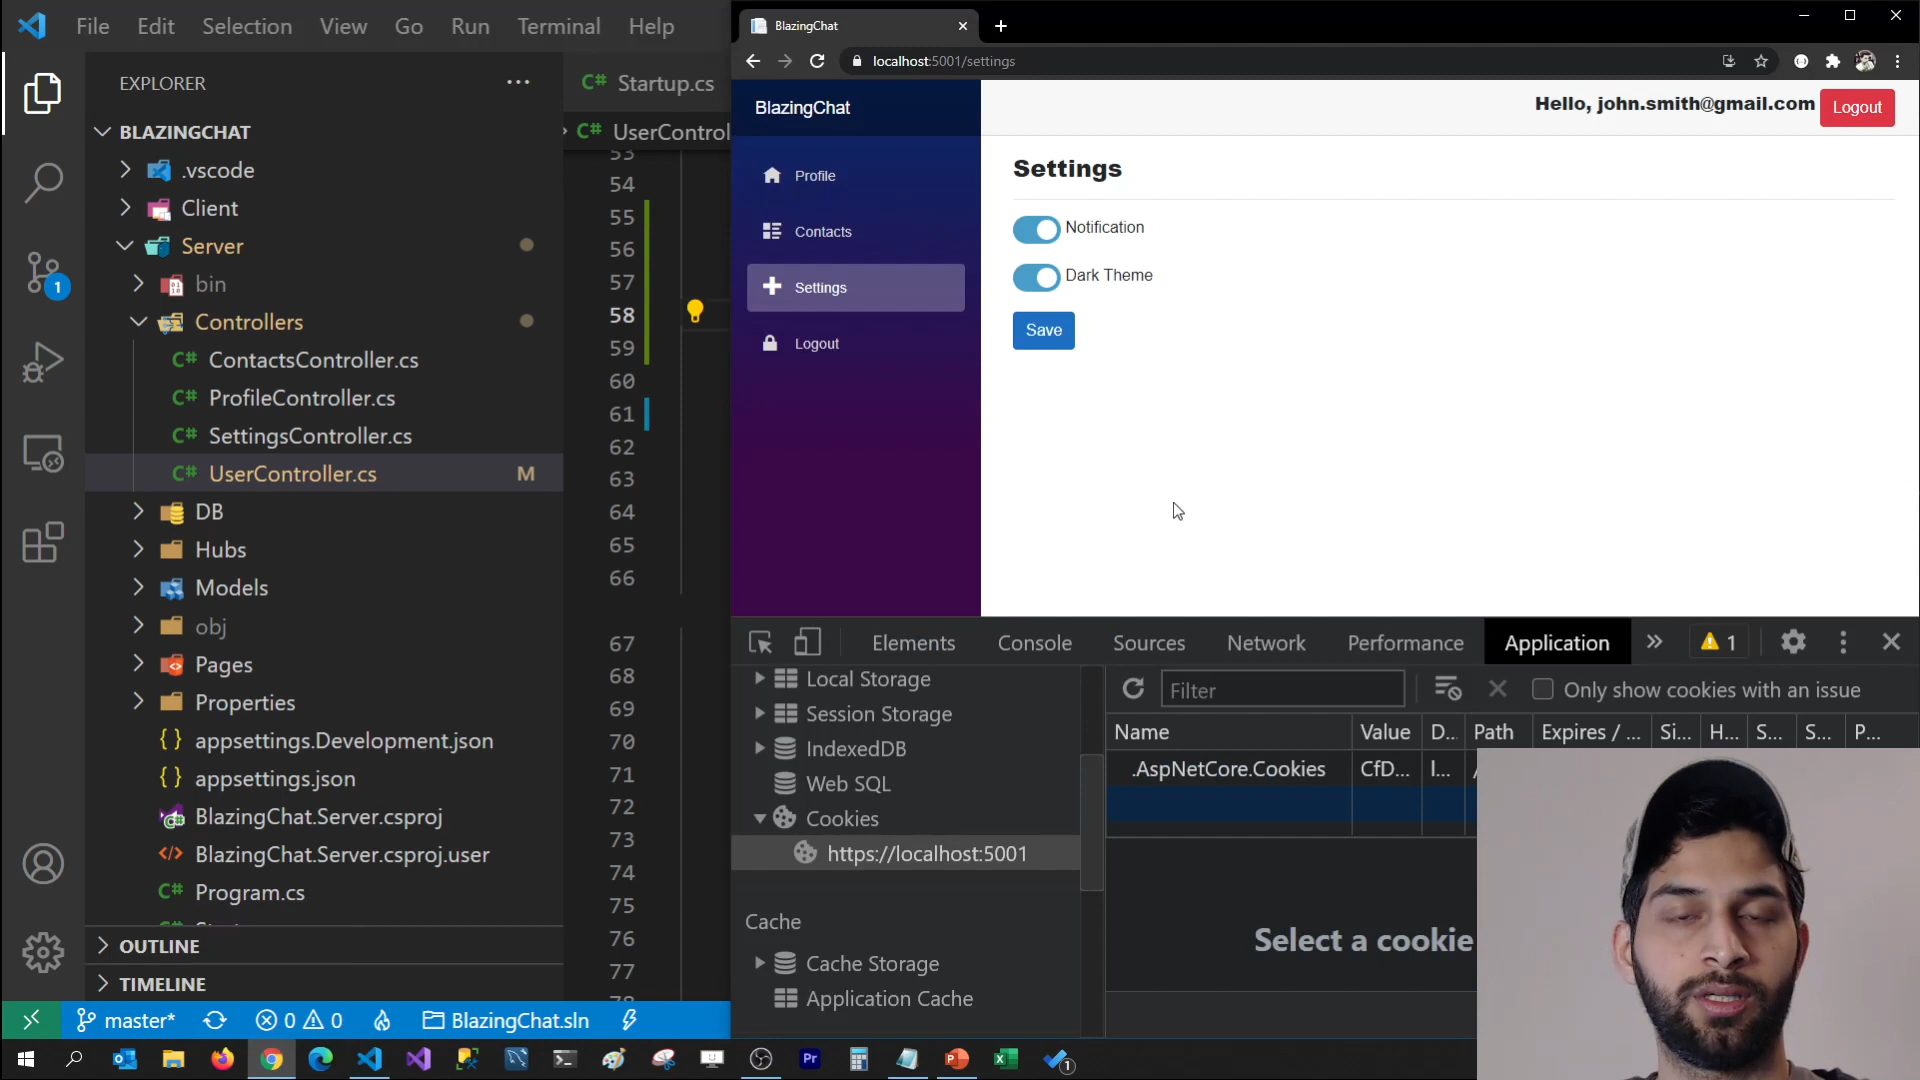 File Edit Selection View Go Run Terminal Help
EXPLORER
BLAZINGCHAT
.vscode
Client
Server
bin
Controllers
C# ContactsController.cs
C# ProfileController.cs
C# SettingsController.cs
C# UserController.cs M
DB
Hubs
Models
obj
Pages
Properties
{} appsettings.Development.json
{} appsettings.json
BlazingChat.Server.csproj
BlazingChat.Server.csproj.user
C# Program.cs
OUTLINE
TIMELINE
1
C# Startup.cs
C# UserControl
53
54
55
56
57
58
59
60
61
62
63
64
65
66
67
68
69
70
71
72
73
74
75
76
77
master* 0 0 BlazingChat.sln
BlazingChat
localhost:5001/settings
BlazingChat
Hello, john.smith@gmail.com Logout
Profile
Contacts
Settings
Logout
Settings
Notification
Dark Theme
Save
Elements Console Sources Network Performance Application » 1
Local Storage
Session Storage
IndexedDB
Web SQL
Cookies
https://localhost:5001
Cache
Cache Storage
Application Cache
Filter
Only show cookies with an issue
Name Value D... Path Expires / ... Si... H... S... S... P...
.AspNetCore.Cookies CfD... l...
Select a cookie
Pr
1